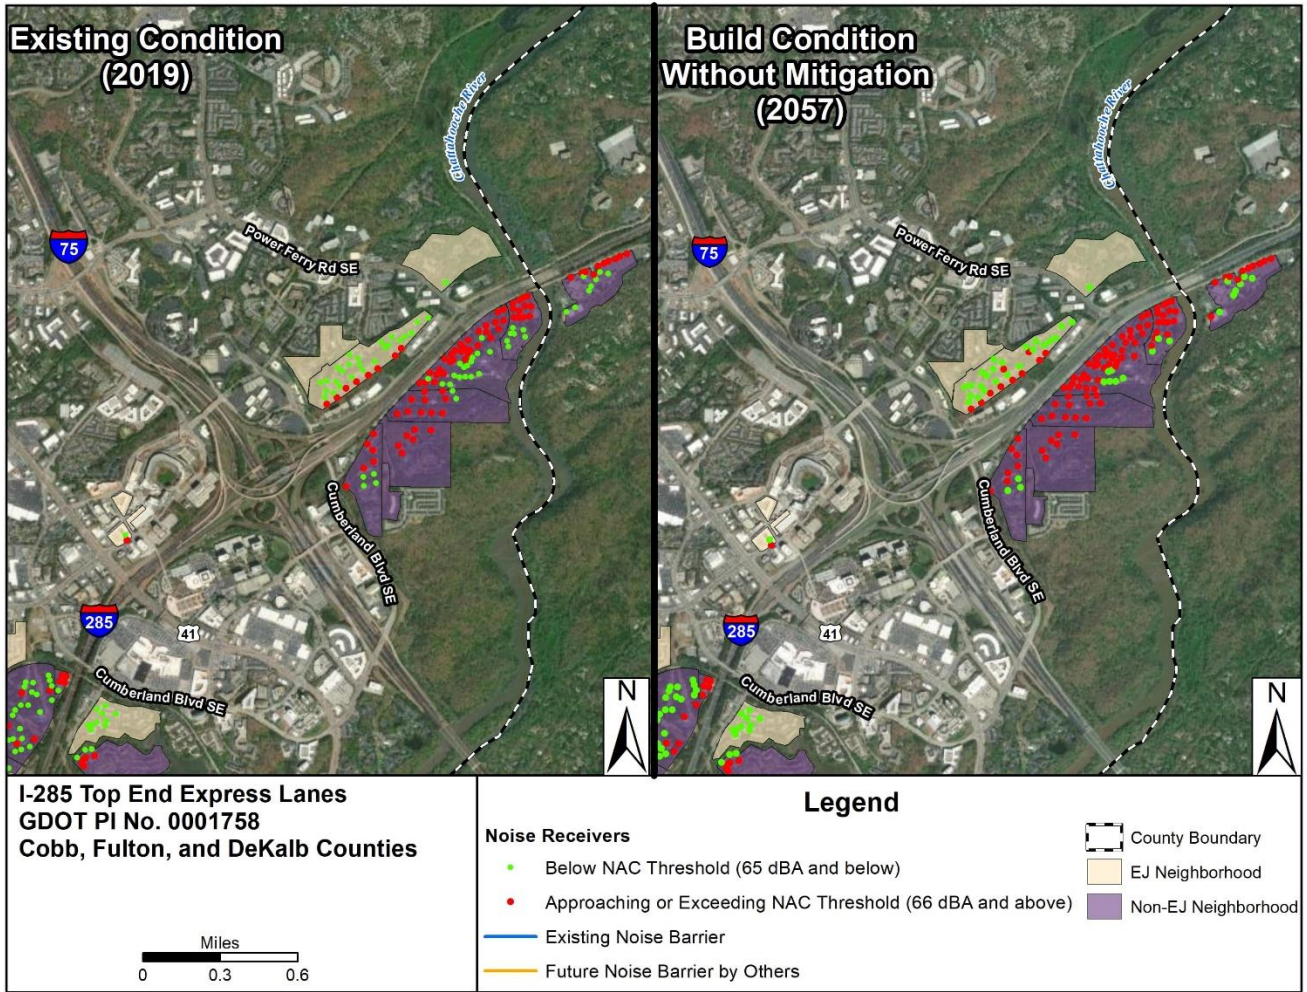 Existing Condition
(2019)
Chattahooche River
75
Power Ferry Rd SE
Cumberland Blvd SE
285
41
Cumberland Blvd SE
N
Build Condition
Without Mitigation
(2057)
Chattahooche River
75
Power Ferry Rd SE
Cumberland Blvd SE
285
41
Cumberland Blvd SE
N
I-285 Top End Express Lanes
GDOT PI No. 0001758
Cobb, Fulton, and DeKalb Counties
Miles
0 0.3 0.6
Legend
Noise Receivers
Below NAC Threshold (65 dBA and below)
Approaching or Exceeding NAC Threshold (66 dBA and above)
Existing Noise Barrier
Future Noise Barrier by Others
County Boundary
EJ Neighborhood
Non-EJ Neighborhood